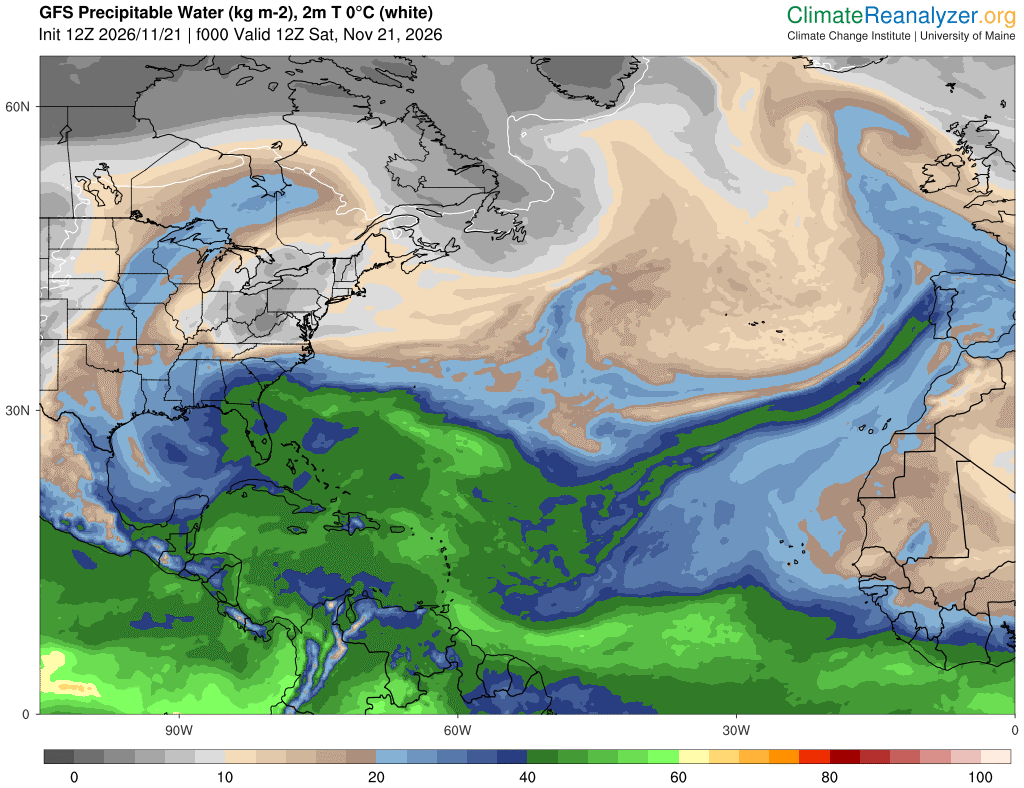 GFS Precipitable Water (kg m-2), 2m T 0°C (white)
Init 12Z 2026/11/21 | f000 Valid 12Z Sat, Nov 21, 2026
ClimateReanalyzer.org
Climate Change Institute | University of Maine
60N
30N
0
90W 60W 30W 0
0 10 20 40 60 80 100